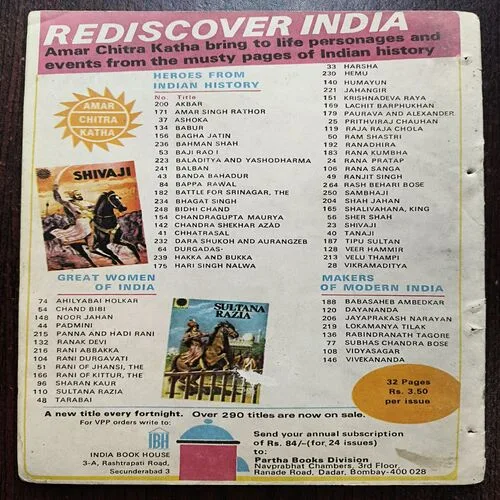 REDISCOVER INDIA
Amar Chitra Katha bring to life personages and
events from the musty pages of Indian history
AMAR
CHITRA
KATHA
SHIVAJI
HEROES FROM
INDIAN HISTORY
No. Title
200 AKBAR
171 AMAR SINGH RATHOR
37 ASHOKA
134 BABUR
156 BAGHA JATIN
236 BAHMAN SHAH
53 BAJI RAO I
223 BALADITYA AND YASHODHARMA
241 BALBAN
43 BANDA BAHADUR
84 BAPPA RAWAL
182 BATTLE FOR SRINAGAR, THE
234 BHAGAT SINGH
248 BIDHI CHAND
154 CHANDRAGUPTA MAURYA
142 CHANDRA SHEKHAR AZAD
41 CHHATRASAL
232 DARA SHUKOH AND AURANGZEB
64 DURGADAS-
239 HAKKA AND BUKKA
175 HARI SINGH NALWA
33 HARSHA
230 HEMU
140 HUMAYUN
221 JAHANGIR
151 KRISHNADEVA RAYA
169 LACHIT BARPHUKHAN
179 PAURAVA AND ALEXANDER
25 PRITHVIRAJ CHAUHAN
119 RAJA RAJA CHOLA
50 RAM SHASTRI
192 RANADHIRA
183 RANA KUMBHA
24 RANA PRATAP
106 RANA SANGA
49 RANJIT SINGH
264 RASH BEHARI BOSE
250 SAMBHAJI
204 SHAH JAHAN
165 SHALIVAHANA, KING
56 SHER SHAH
23 SHIVAJI
40 TANAJI
187 TIPU SULTAN
128 VEER HAMMIR
213 VELU THAMPI
28 VIKRAMADITYA
GREAT WOMEN
OF INDIA
74 AHILYABAI HOLKAR
54 CHAND BIBI
148 NOOR JAHAN
44 PADMINI
215 PANNA AND HADI RANI
132 RANAK DEVI
216 RANI ABBAKKA
104 RANI DURGAVATI
51 RANI OF JHANSI, THE
166 RANI OF KITTUR, THE
96 SHARAN KAUR
110 SULTANA RAZIA
48 TARABAI
SULTANA
RAZIA
MAKERS
OF MODERN INDIA
188 BABASAHEB AMBEDKAR
120 DAYANANDA
206 JAYAPRAKASH NARAYAN
219 LOKAMANYA TILAK
136 RABINDRANATH TAGORE
77 SUBHAS CHANDRA BOSE
108 VIDYASAGAR
146 VIVEKANANDA
32 Pages
Rs. 3.50
per issue
A new title every fortnight. Over 290 titles are now on sale.
For VPP orders write to:
IBH
INDIA BOOK HOUSE
3-A, Rashtrapati Road,
Secunderabad 3
Send your annual subscription
of Rs. 84/-(for, 24 issues)
to:
Partha Books Division
Navprabhat Chambers, 3rd Floor,
Ranade Road, Dadar, Bombay-400 028